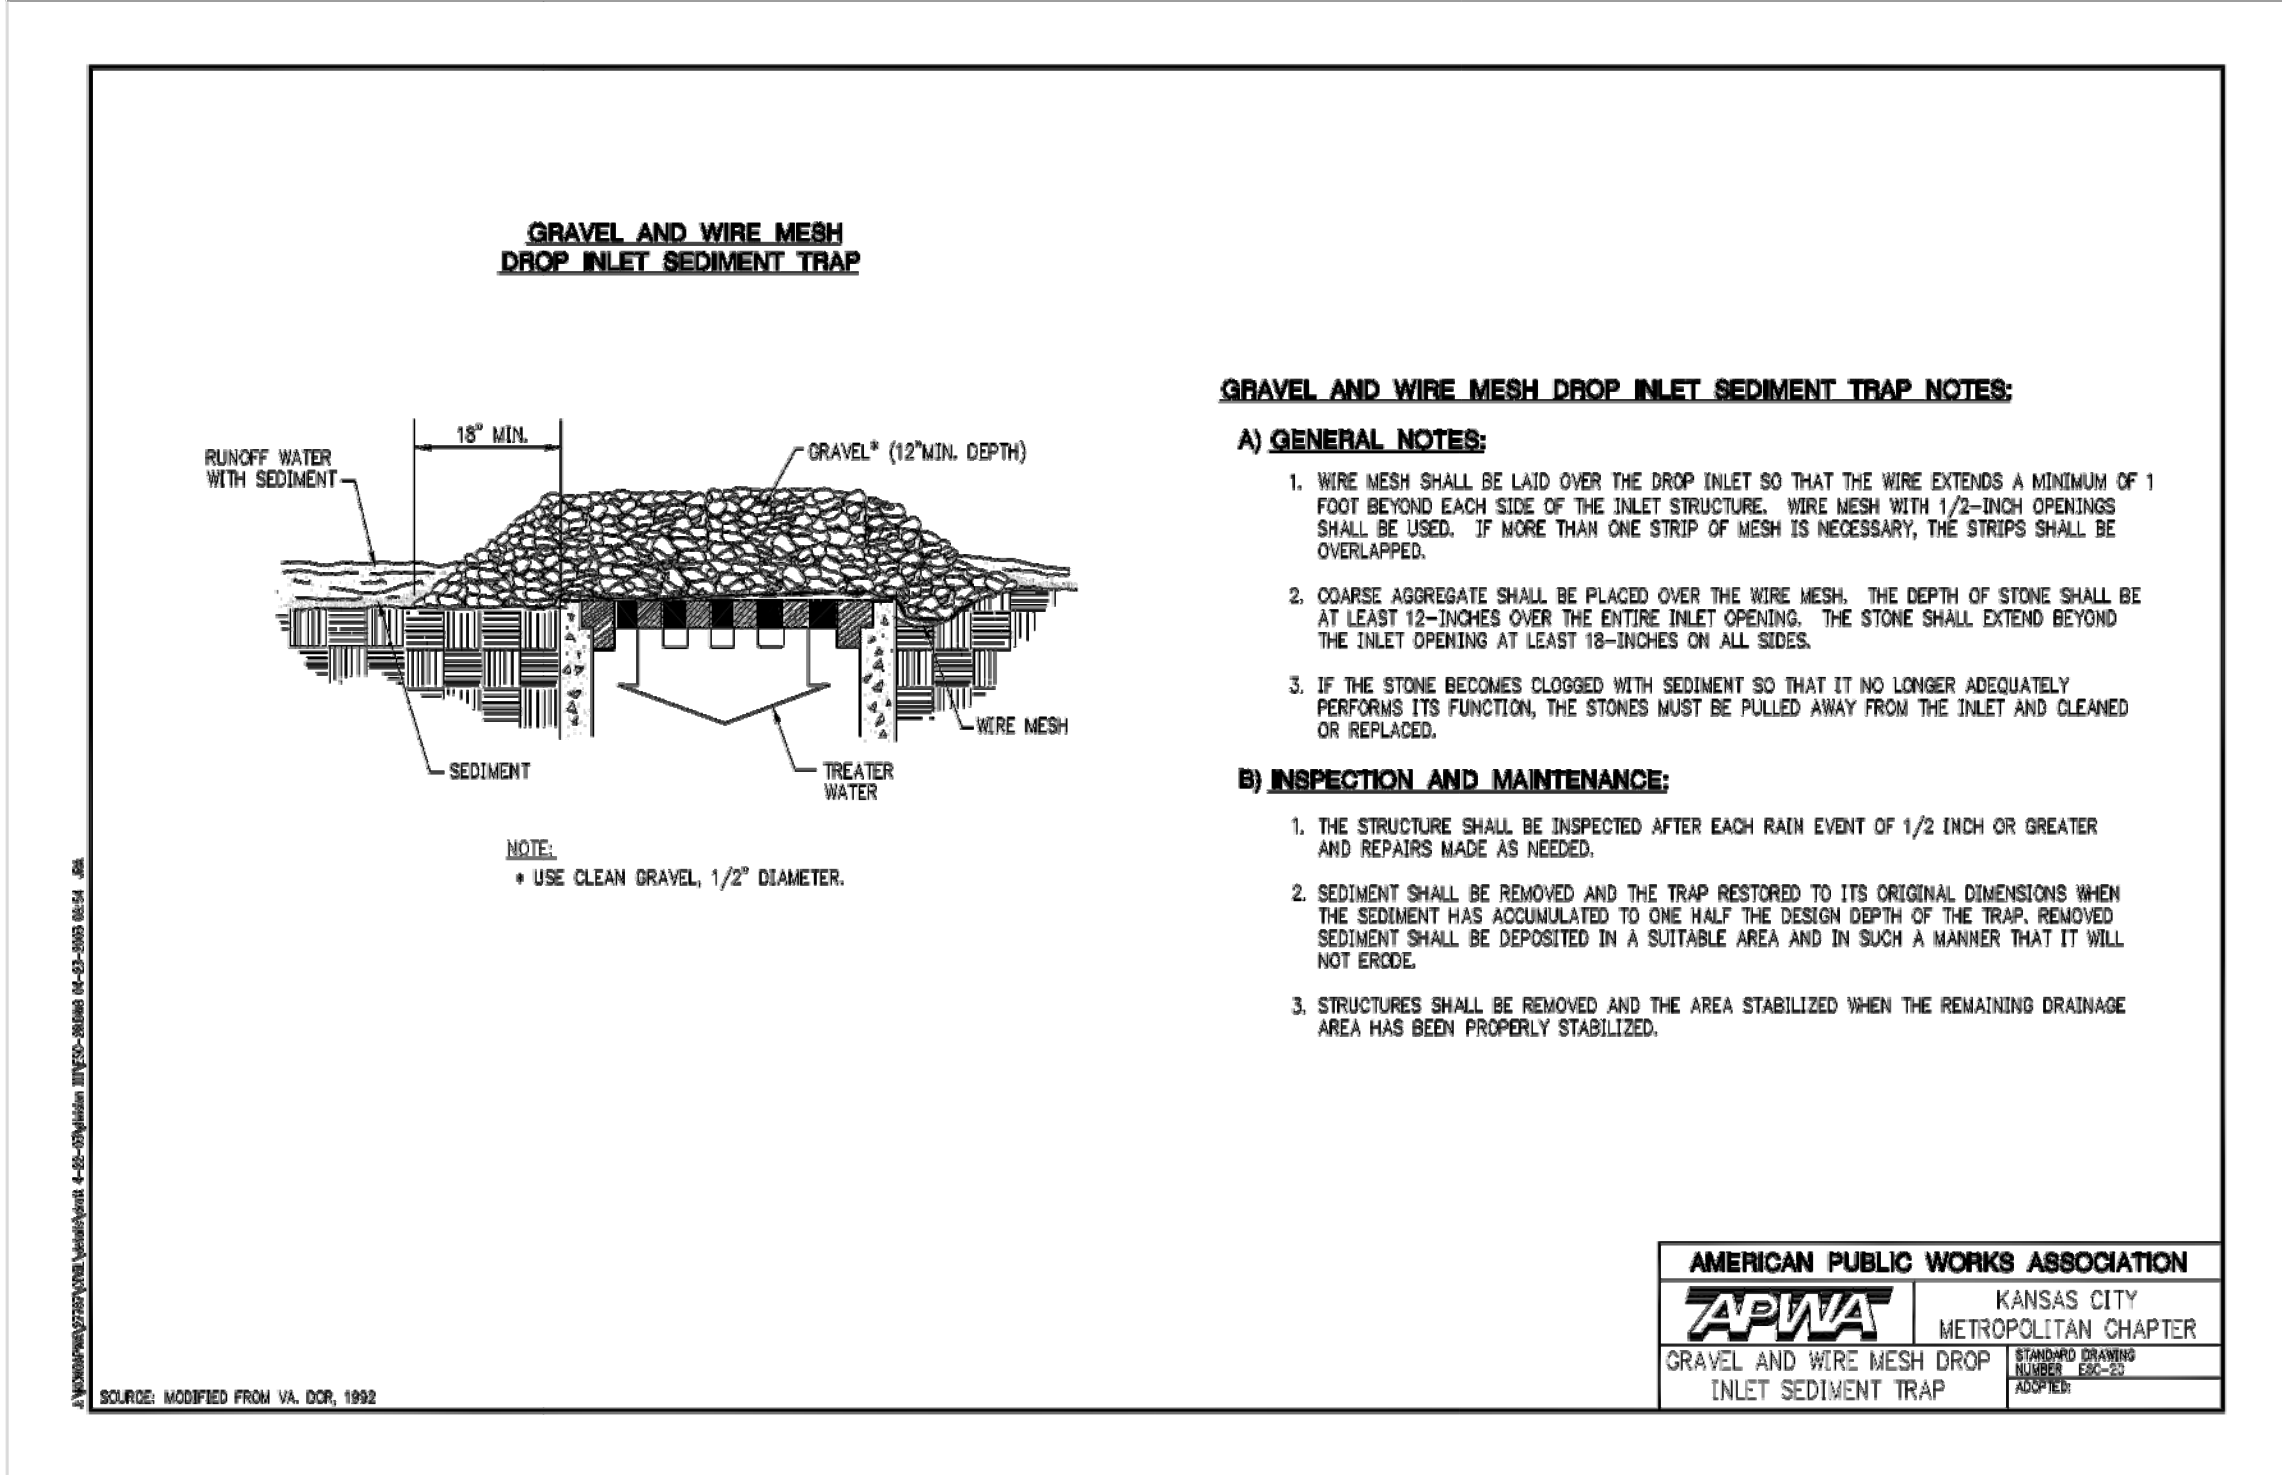 GRAVEL AND WIRE MESH
DROP INLET SEDIMENT TRAP
18" MIN.
RUNOFF WATER
WITH SEDIMENT
GRAVEL* (12"MIN. DEPTH)
WIRE MESH
SEDIMENT
TREATER
WATER
NOTE:
* USE CLEAN GRAVEL, 1/2" DIAMETER.
GRAVEL AND WIRE MESH DROP INLET SEDIMENT TRAP NOTES:
A) GENERAL NOTES:
1. WIRE MESH SHALL BE LAID OVER THE DROP INLET SO THAT THE WIRE EXTENDS A MINIMUM OF 1
FOOT BEYOND EACH SIDE OF THE INLET STRUCTURE. WIRE MESH WITH 1/2-INCH OPENINGS
SHALL BE USED. IF MORE THAN ONE STRIP OF MESH IS NECESSARY, THE STRIPS SHALL BE
OVERLAPPED.
2. COARSE AGGREGATE SHALL BE PLACED OVER THE WIRE MESH. THE DEPTH OF STONE SHALL BE
AT LEAST 12-INCHES OVER THE ENTIRE INLET OPENING. THE STONE SHALL EXTEND BEYOND
THE INLET OPENING AT LEAST 18-INCHES ON ALL SIDES.
3. IF THE STONE BECOMES CLOGGED WITH SEDIMENT SO THAT IT NO LONGER ADEQUATELY
PERFORMS ITS FUNCTION, THE STONES MUST BE PULLED AWAY FROM THE INLET AND CLEANED
OR REPLACED.
B) INSPECTION AND MAINTENANCE:
1. THE STRUCTURE SHALL BE INSPECTED AFTER EACH RAIN EVENT OF 1/2 INCH OR GREATER
AND REPAIRS MADE AS NEEDED.
2. SEDIMENT SHALL BE REMOVED AND THE TRAP RESTORED TO ITS ORIGINAL DIMENSIONS WHEN
THE SEDIMENT HAS ACCUMULATED TO ONE HALF THE DESIGN DEPTH OF THE TRAP. REMOVED
SEDIMENT SHALL BE DEPOSITED IN A SUITABLE AREA AND IN SUCH A MANNER THAT IT WILL
NOT ERODE.
3. STRUCTURES SHALL BE REMOVED AND THE AREA STABILIZED WHEN THE REMAINING DRAINAGE
AREA HAS BEEN PROPERLY STABILIZED.
SOURCE: MODIFIED FROM VA. DCR, 1992
AMERICAN PUBLIC WORKS ASSOCIATION
APWA
KANSAS CITY
METROPOLITAN CHAPTER
GRAVEL AND WIRE MESH DROP
INLET SEDIMENT TRAP
STANDARD DRAWING
NUMBER
ADOPTED: